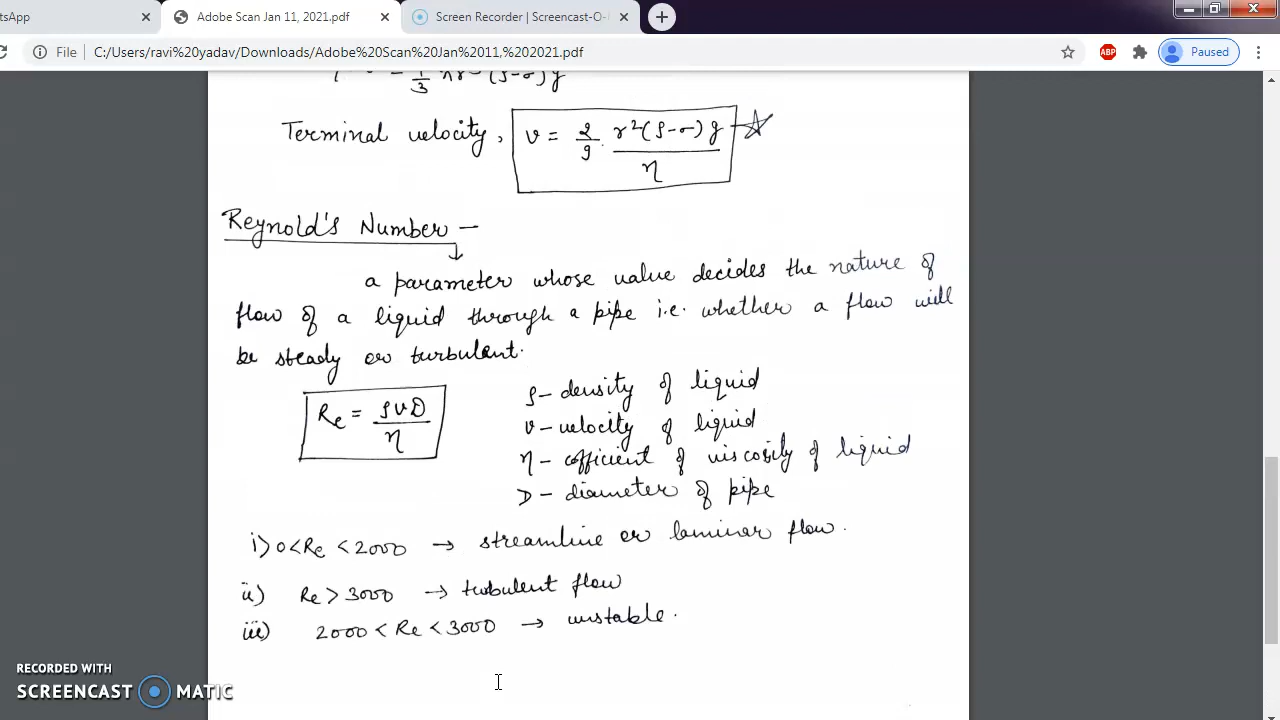 tsApp
Adobe Scan Jan 11, 2021.pdf
Screen Recorder | Screencast-O-
File C:/Users/ravi%20yadav/Downloads/Adobe%20Scan%20Jan%2011,%202021.pdf
ABP
Paused
Terminal velocity, v = 2/9 . r²(ρ-σ)g / η
Reynold's Number —
a parameter whose value decides the nature of
flow of a liquid through a pipe i.e. whether a flow will
be steady or turbulent.
Re = ρvD / η
ρ – density of liquid
v – velocity of liquid
η – cofficient of viscosity of liquid
D – diameter of pipe
i) 0 < Re < 2000 → streamline or laminar flow.
ii) Re > 3000 → turbulent flow
iii) 2000 < Re < 3000 → unstable.
RECORDED WITH
SCREENCAST MATIC